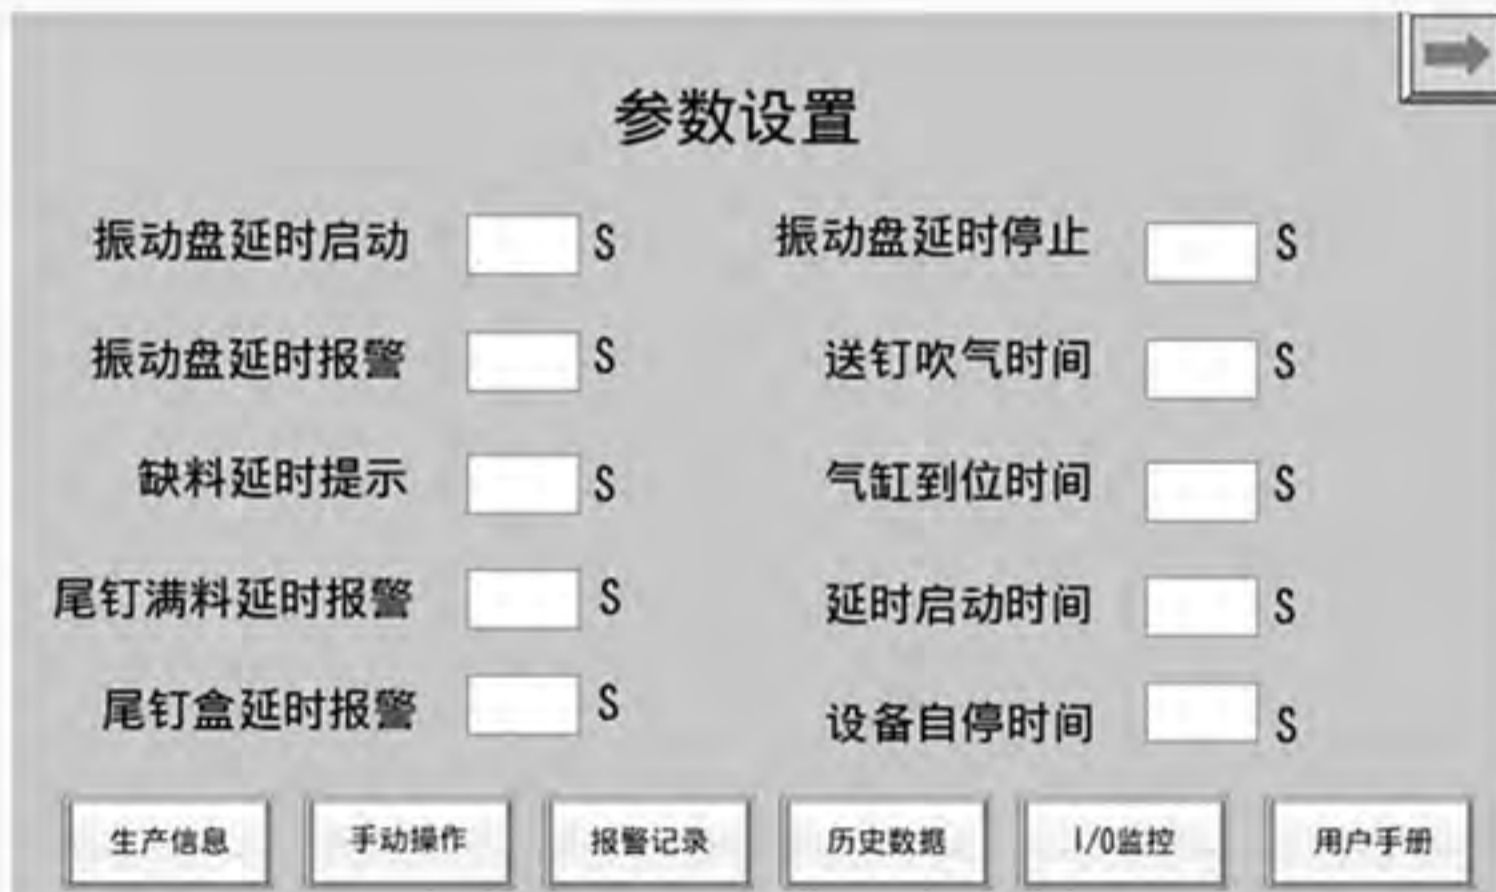 参数设置
振动盘延时启动 S 振动盘延时停止 S
振动盘延时报警 S 送钉吹气时间 S
缺料延时提示 S 气缸到位时间 S
尾钉满料延时报警 S 延时启动时间 S
尾钉盒延时报警 S 设备自停时间 S
生产信息 手动操作 报警记录 历史数据 I/O监控 用户手册